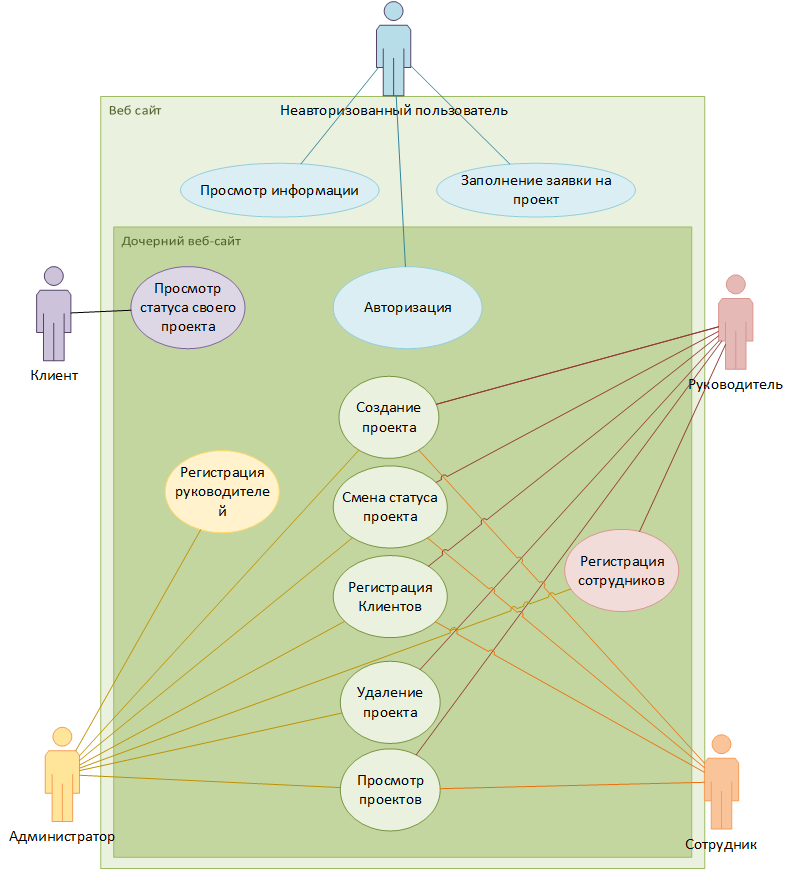 Веб сайт
Неавторизованный пользователь
Просмотр информации
Заполнение заявки на
проект
Дочерний веб-сайт
Клиент
Просмотр
статуса своего
проекта
Авторизация
Руководитель
Создание
проекта
Регистрация
руководителе
й
Смена статуса
проекта
Регистрация
сотрудников
Регистрация
Клиентов
Удаление
проекта
Просмотр
проектов
Администратор
Сотрудник